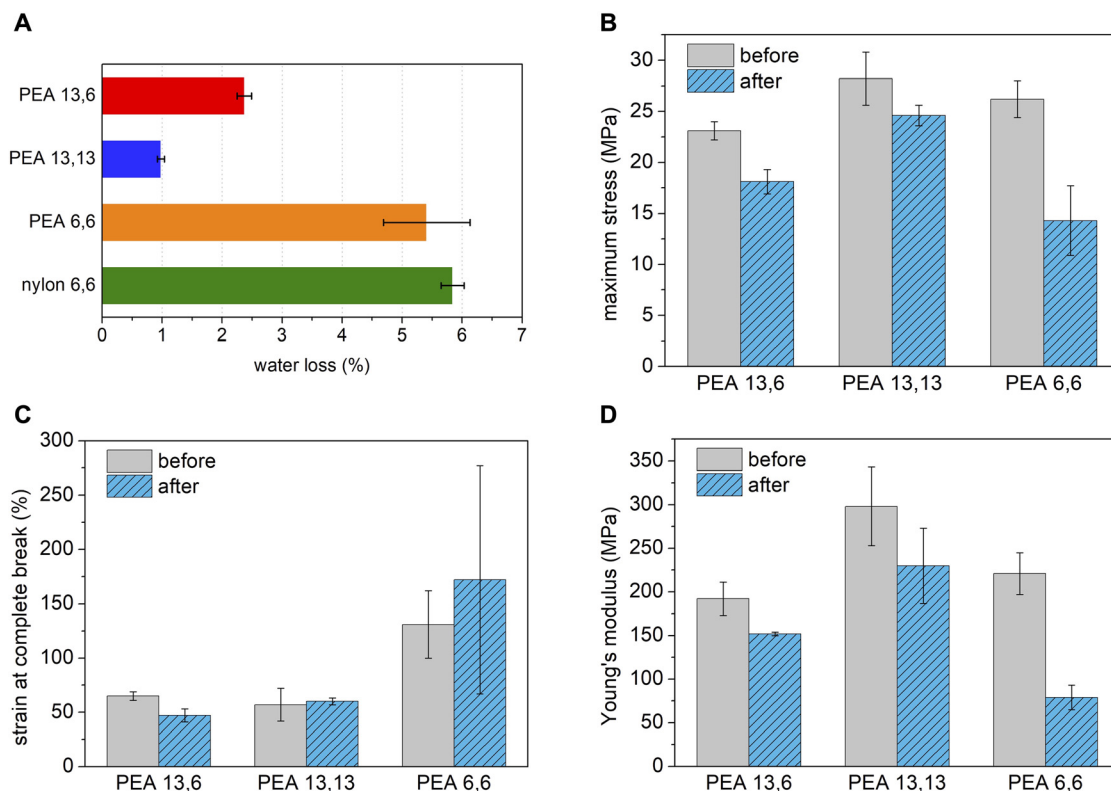 A
PEA 13,6
PEA 13,13
PEA 6,6
nylon 6,6
0 1 2 3 4 5 6 7
water loss (%)
B
before
after
maximum stress (MPa)
30
25
20
15
10
5
0
PEA 13,6 PEA 13,13 PEA 6,6
C
before
after
strain at complete break (%)
300
250
200
150
100
50
0
PEA 13,6 PEA 13,13 PEA 6,6
D
before
after
Young's modulus (MPa)
350
300
250
200
150
100
50
0
PEA 13,6 PEA 13,13 PEA 6,6